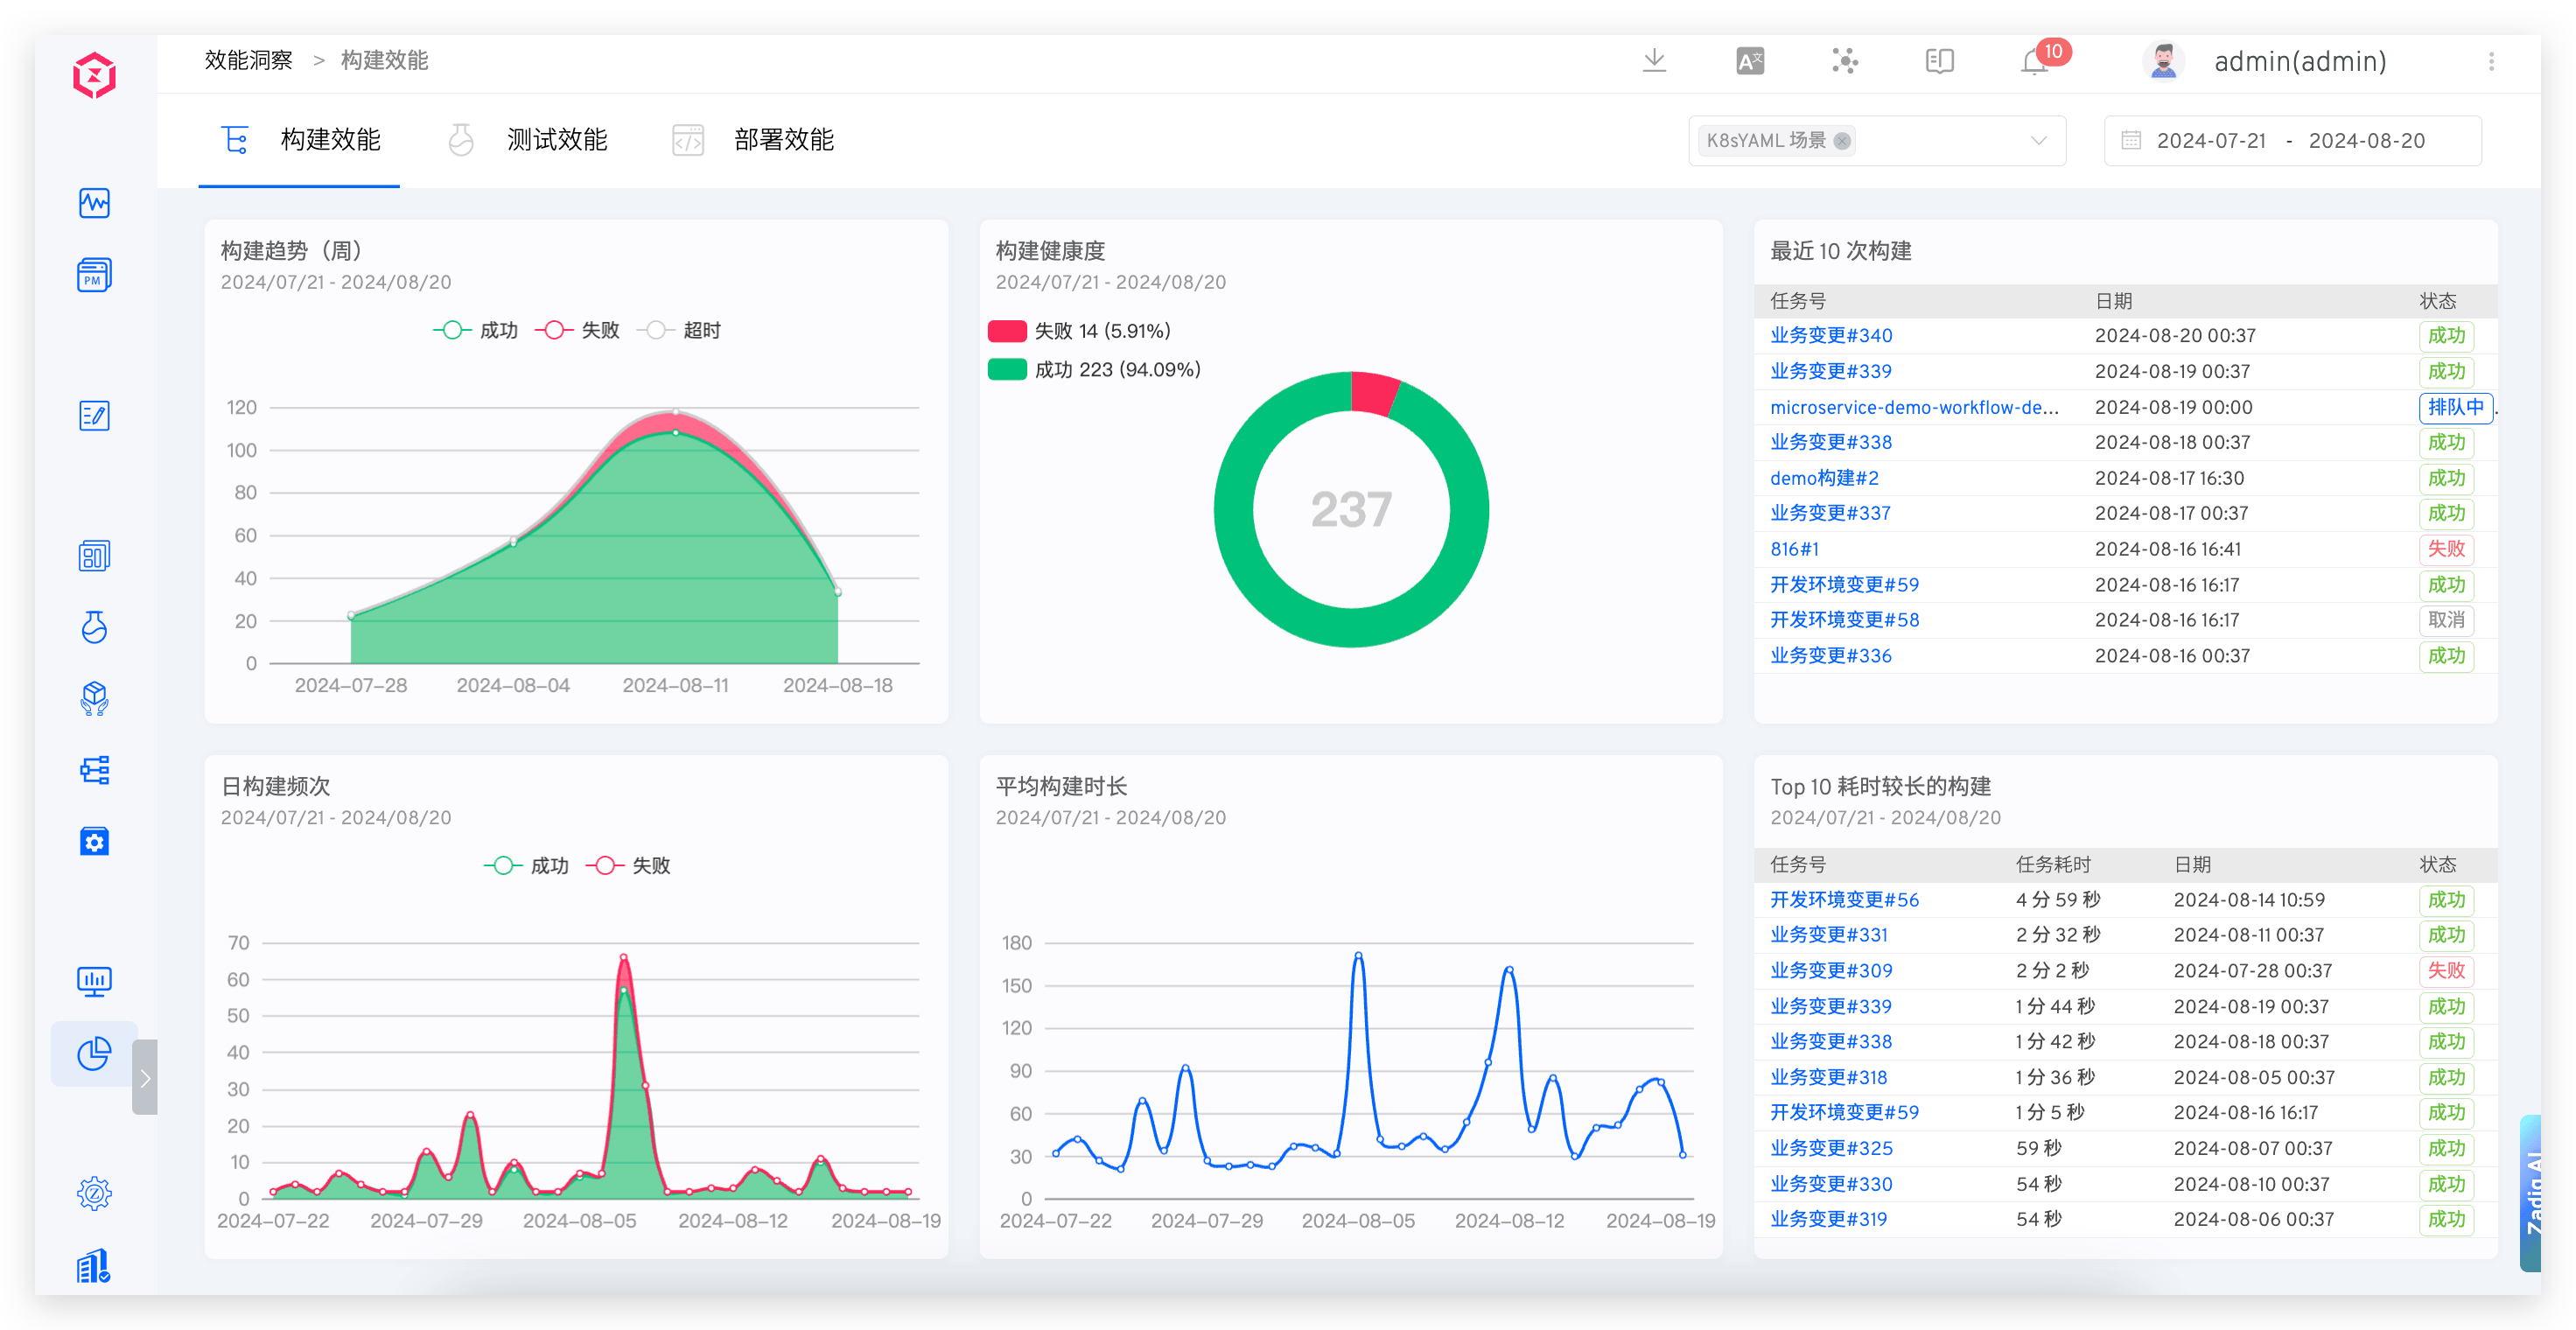 效能洞察 > 构建效能
10
admin(admin)
构建效能 测试效能 部署效能
K8sYAML 场景
2024-07-21 - 2024-08-20
PM
构建趋势（周）
2024/07/21 - 2024/08/20
成功 失败 超时
120
100
80
60
40
20
0
2024-07-28 2024-08-04 2024-08-11 2024-08-18
构建健康度
2024/07/21 - 2024/08/20
失败 14 (5.91%)
成功 223 (94.09%)
237
最近 10 次构建
任务号 日期 状态
业务变更#340 2024-08-20 00:37 成功
业务变更#339 2024-08-19 00:37 成功
microservice-demo-workflow-de... 2024-08-19 00:00 排队中
业务变更#338 2024-08-18 00:37 成功
demo构建#2 2024-08-17 16:30 成功
业务变更#337 2024-08-17 00:37 成功
816#1 2024-08-16 16:41 失败
开发环境变更#59 2024-08-16 16:17 成功
开发环境变更#58 2024-08-16 16:17 取消
业务变更#336 2024-08-16 00:37 成功
日构建频次
2024/07/21 - 2024/08/20
成功 失败
70
60
50
40
30
20
10
0
2024-07-22 2024-07-29 2024-08-05 2024-08-12 2024-08-19
平均构建时长
2024/07/21 - 2024/08/20
180
150
120
90
60
30
0
2024-07-22 2024-07-29 2024-08-05 2024-08-12 2024-08-19
Top 10 耗时较长的构建
2024/07/21 - 2024/08/20
任务号 任务耗时 日期 状态
开发环境变更#56 4 分 59 秒 2024-08-14 10:59 成功
业务变更#331 2 分 32 秒 2024-08-11 00:37 成功
业务变更#309 2 分 2 秒 2024-07-28 00:37 失败
业务变更#339 1 分 44 秒 2024-08-19 00:37 成功
业务变更#338 1 分 42 秒 2024-08-18 00:37 成功
业务变更#318 1 分 36 秒 2024-08-05 00:37 成功
开发环境变更#59 1 分 5 秒 2024-08-16 16:17 成功
业务变更#325 59 秒 2024-08-07 00:37 成功
业务变更#330 54 秒 2024-08-10 00:37 成功
业务变更#319 54 秒 2024-08-06 00:37 成功
Zadig AI